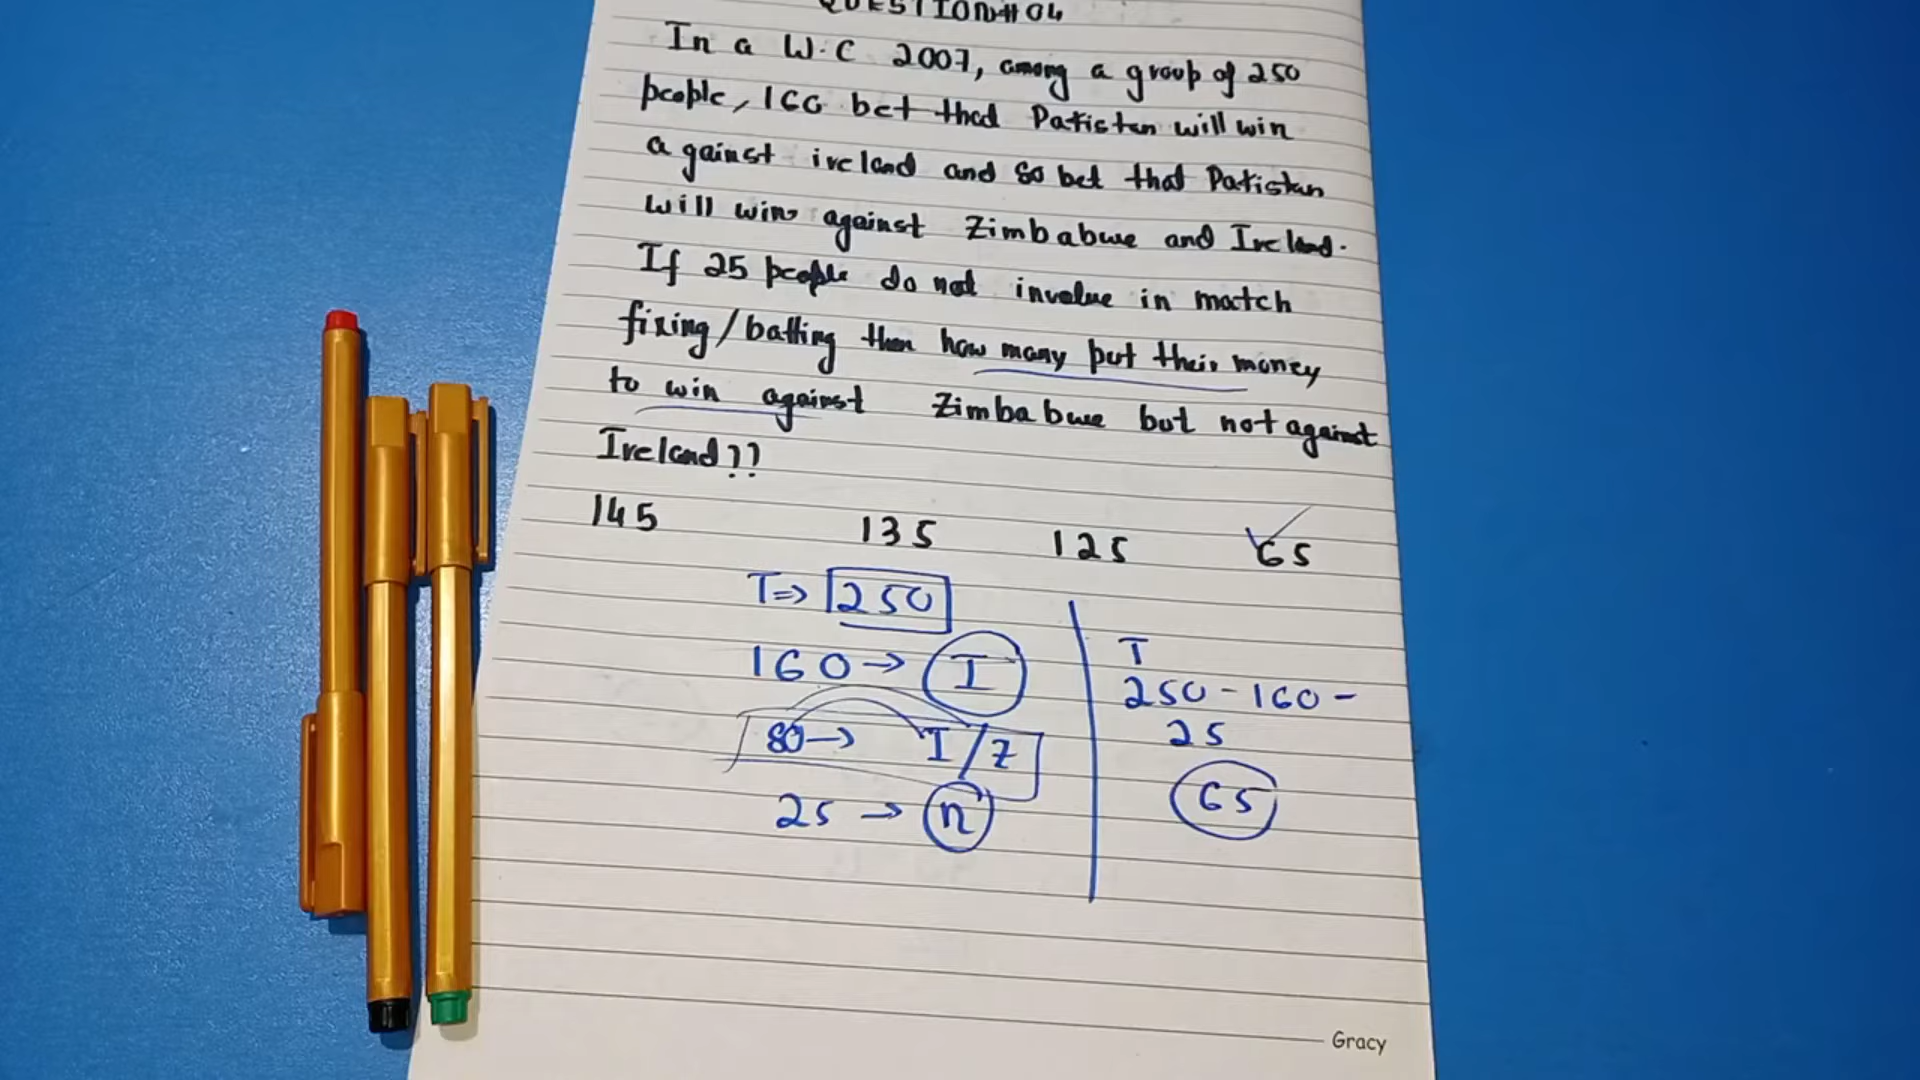 QUESTION# 04
In a W.C 2007, among a group of 250
people, 160 bet that Pakistan will win
against ireland and 80 bet that Pakistan
will win against Zimbabwe and Ireland.
If 25 people do not involve in match
fixing/batting then how many put their money
to win against Zimbabwe but not against
Ireland??
145 135 125 65
T=> 250
160 -> I
80 -> I/Z
25 -> n
T
250 - 160 -
25
65
Gracy